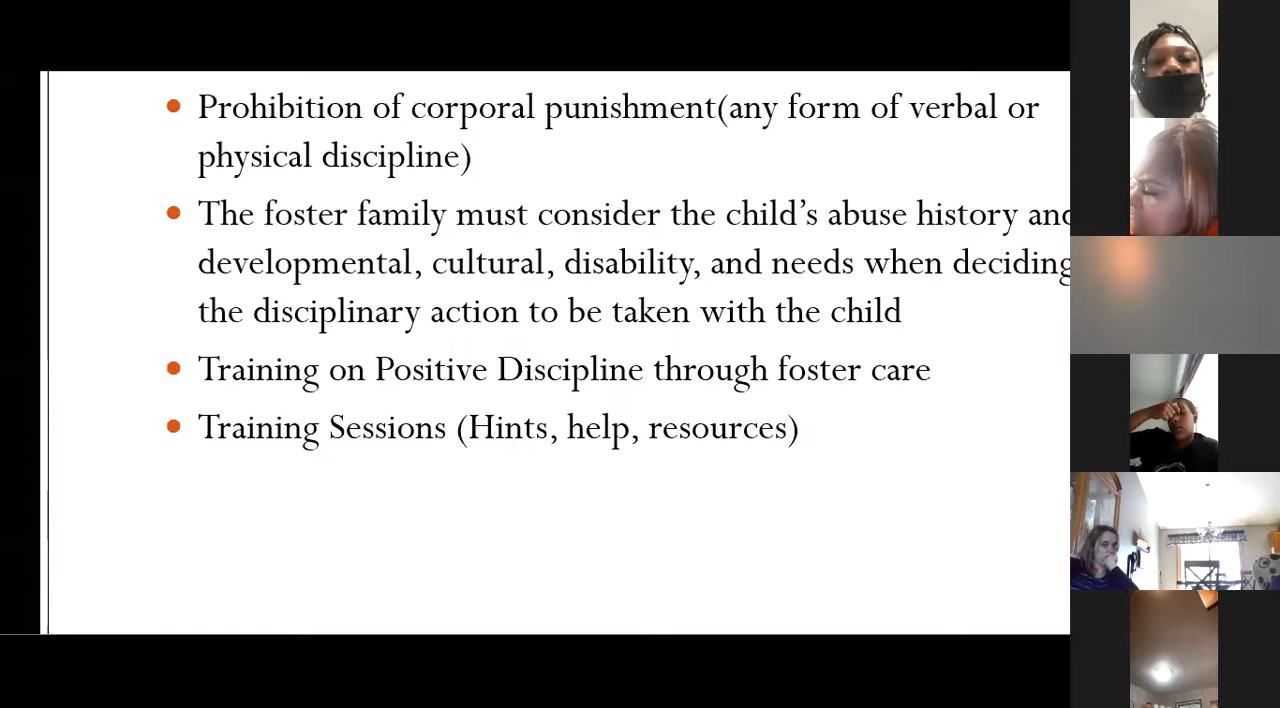 Prohibition of corporal punishment(any form of verbal or
physical discipline)
The foster family must consider the child's abuse history and
developmental, cultural, disability, and needs when deciding
the disciplinary action to be taken with the child
Training on Positive Discipline through foster care
Training Sessions (Hints, help, resources)